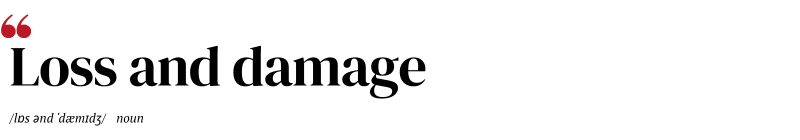 “
Loss and damage
/lɒs ənd ˈdæmɪdʒ/ noun